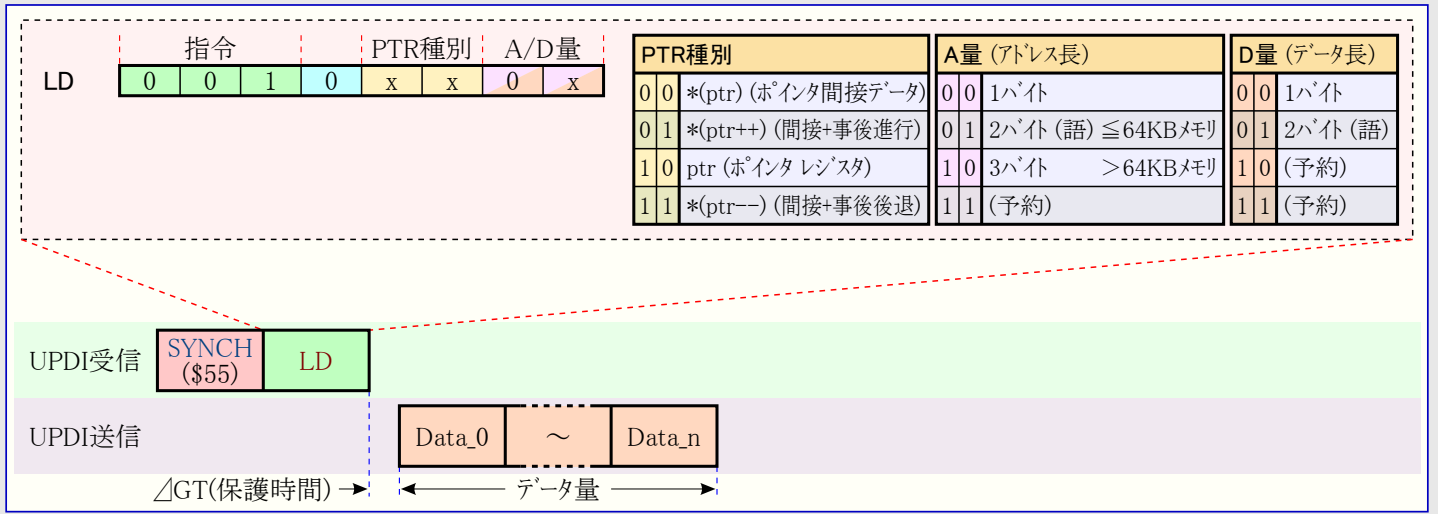 指令 PTR種別 A/D量
LD 0 0 1 0 x x 0 x
PTR種別
0 0 *(ptr) (ポインタ間接データ)
0 1 *(ptr++) (間接+事後進行)
1 0 ptr (ポインタ レジスタ)
1 1 *(ptr--) (間接+事後後退)
A量 (アドレス長)
0 0 1バイト
0 1 2バイト (語) ≦64KBメモリ
1 0 3バイト >64KBメモリ
1 1 (予約)
D量 (データ長)
0 0 1バイト
0 1 2バイト (語)
1 0 (予約)
1 1 (予約)
UPDI受信
SYNCH
($55)
LD
UPDI送信
Data_0 ～ Data_n
⊿GT(保護時間)
データ量